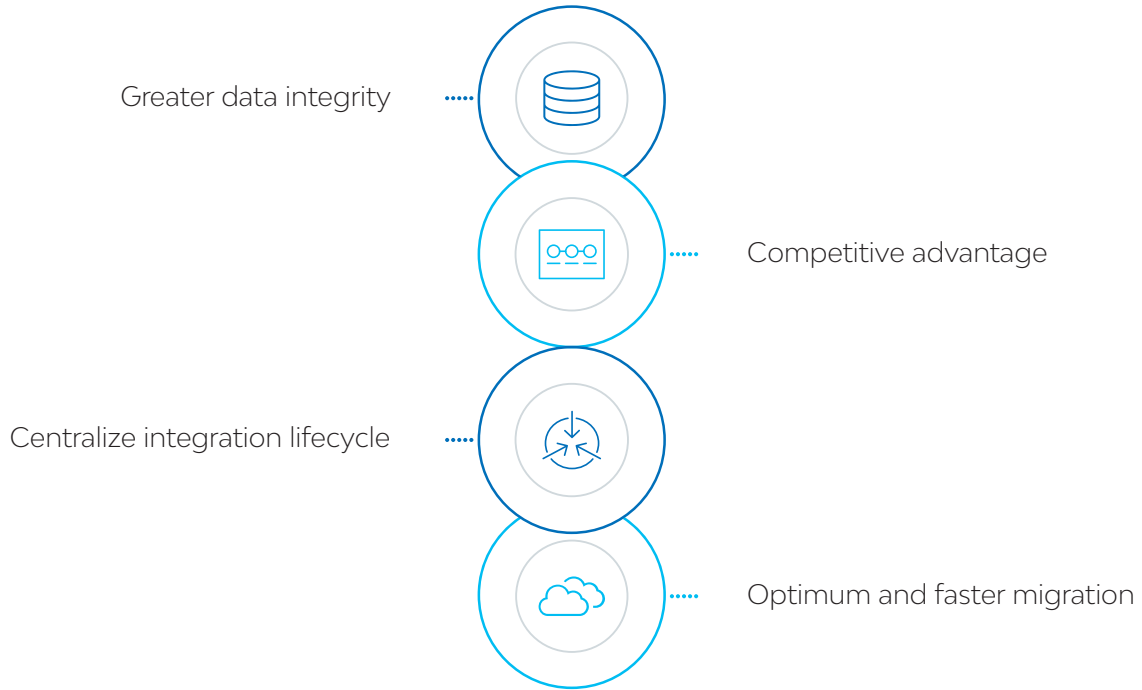 Greater data integrity
Competitive advantage
Centralize integration lifecycle
Optimum and faster migration